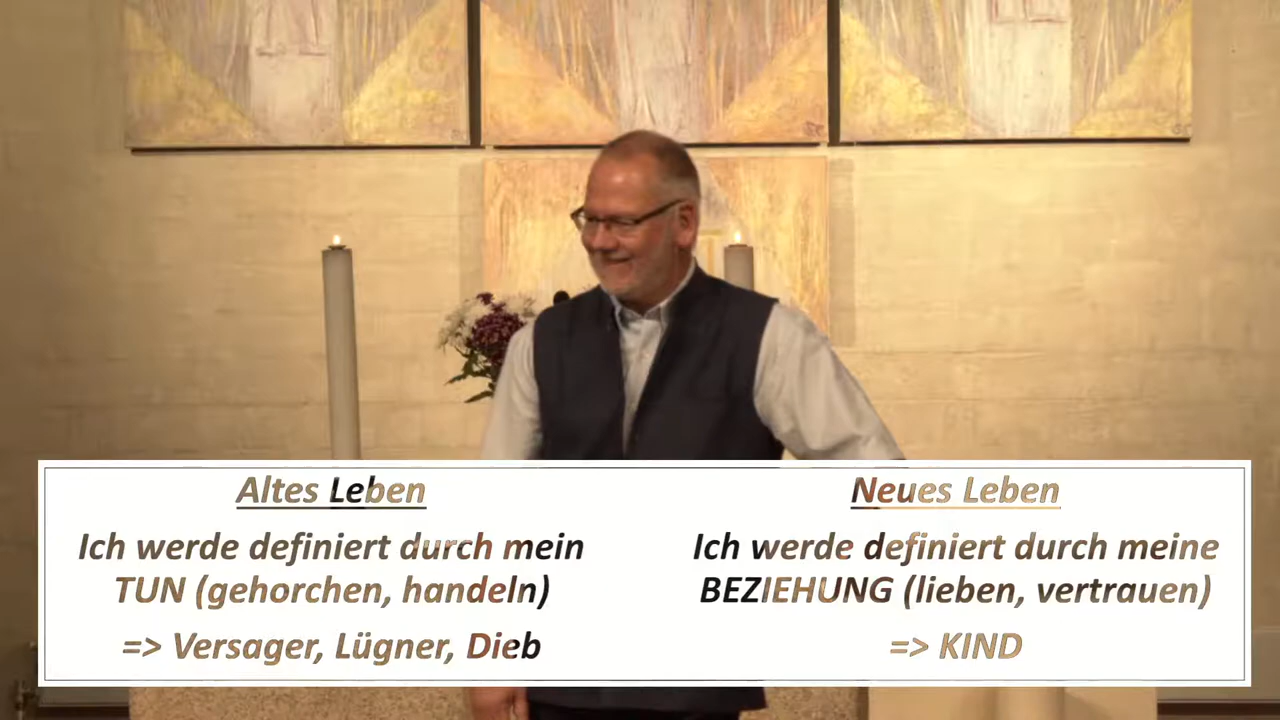 Altes Leben
Ich werde definiert durch mein
TUN (gehorchen, handeln)
=> Versager, Lügner, Dieb
Neues Leben
Ich werde definiert durch meine
BEZIEHUNG (lieben, vertrauen)
=> KIND